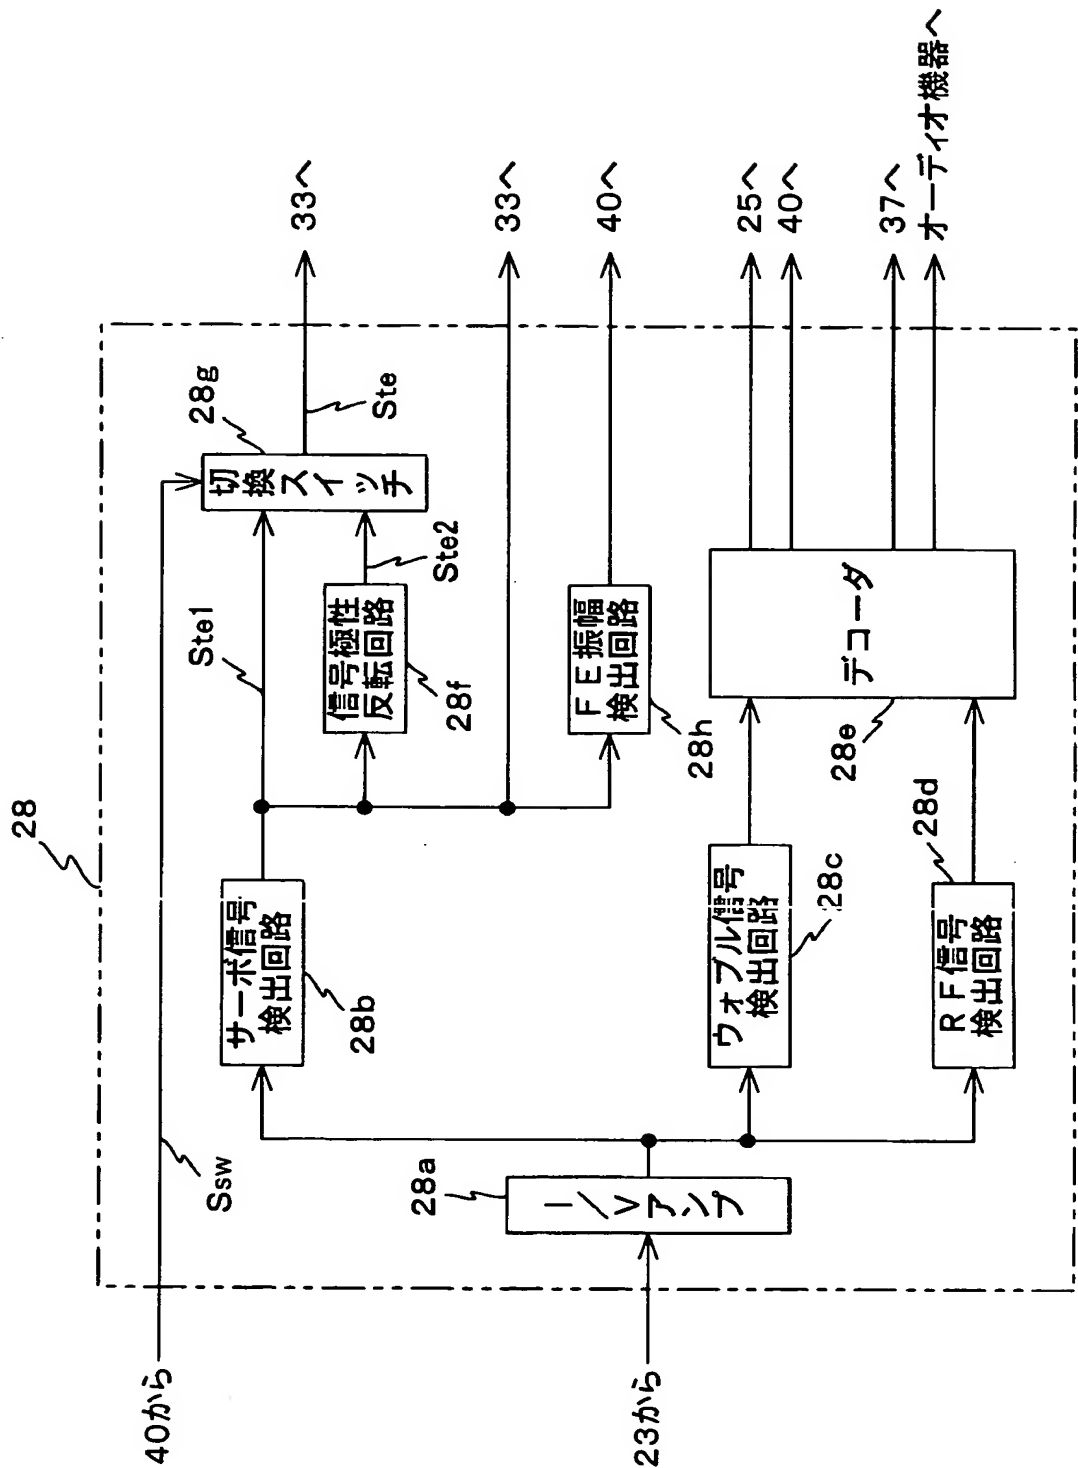 28
40から
Ssw
23から
28a
I／Vアンプ
サーボ信号
検出回路
28b
Ste1
信号極性
反転回路
28f
Ste2
切換スイッチ
28g
Ste
33へ
33へ
ＦＥ振幅
検出回路
28h
40へ
ウォブル信号
検出回路
28c
ＲＦ信号
検出回路
28d
デコーダ
28e
25へ
40へ
37へ
オーディオ機器へ